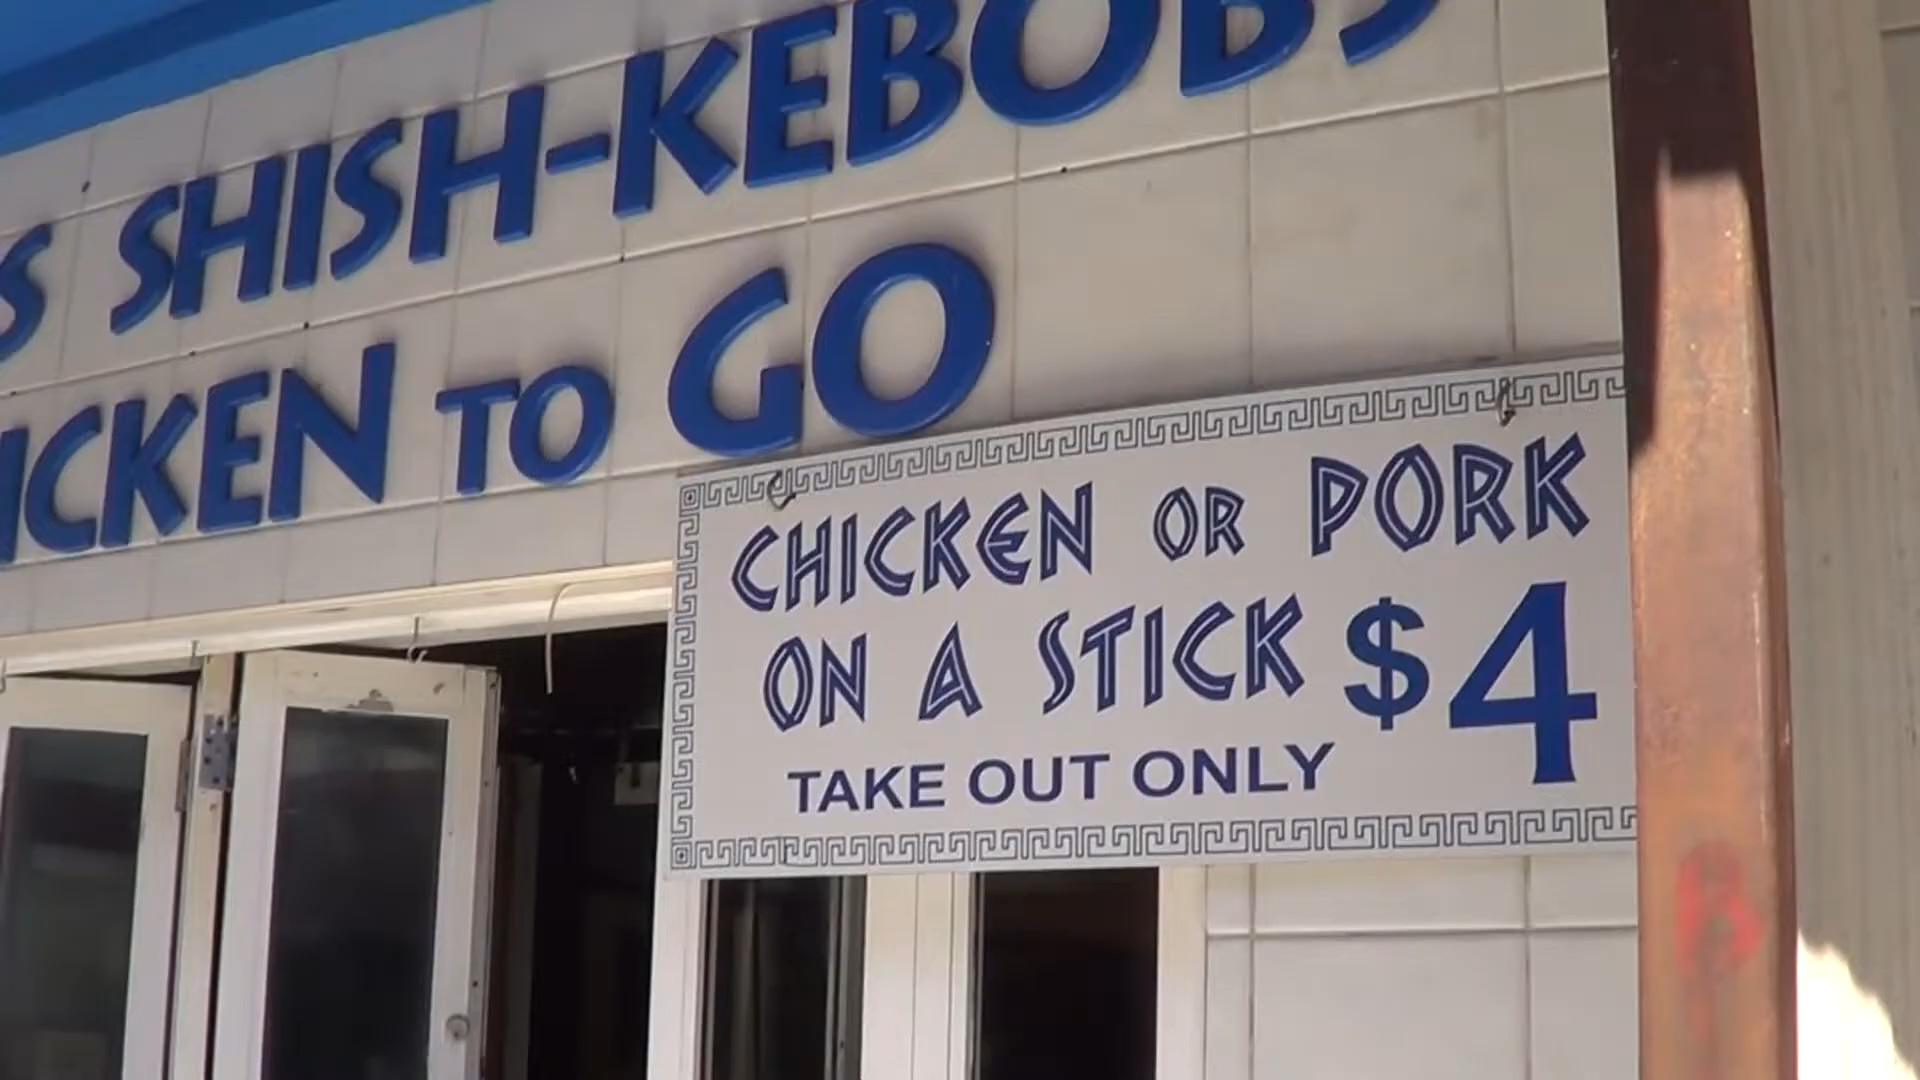 SHISH-KEBOBS
TO GO
CHICKEN OR PORK
ON A STICK $4
TAKE OUT ONLY